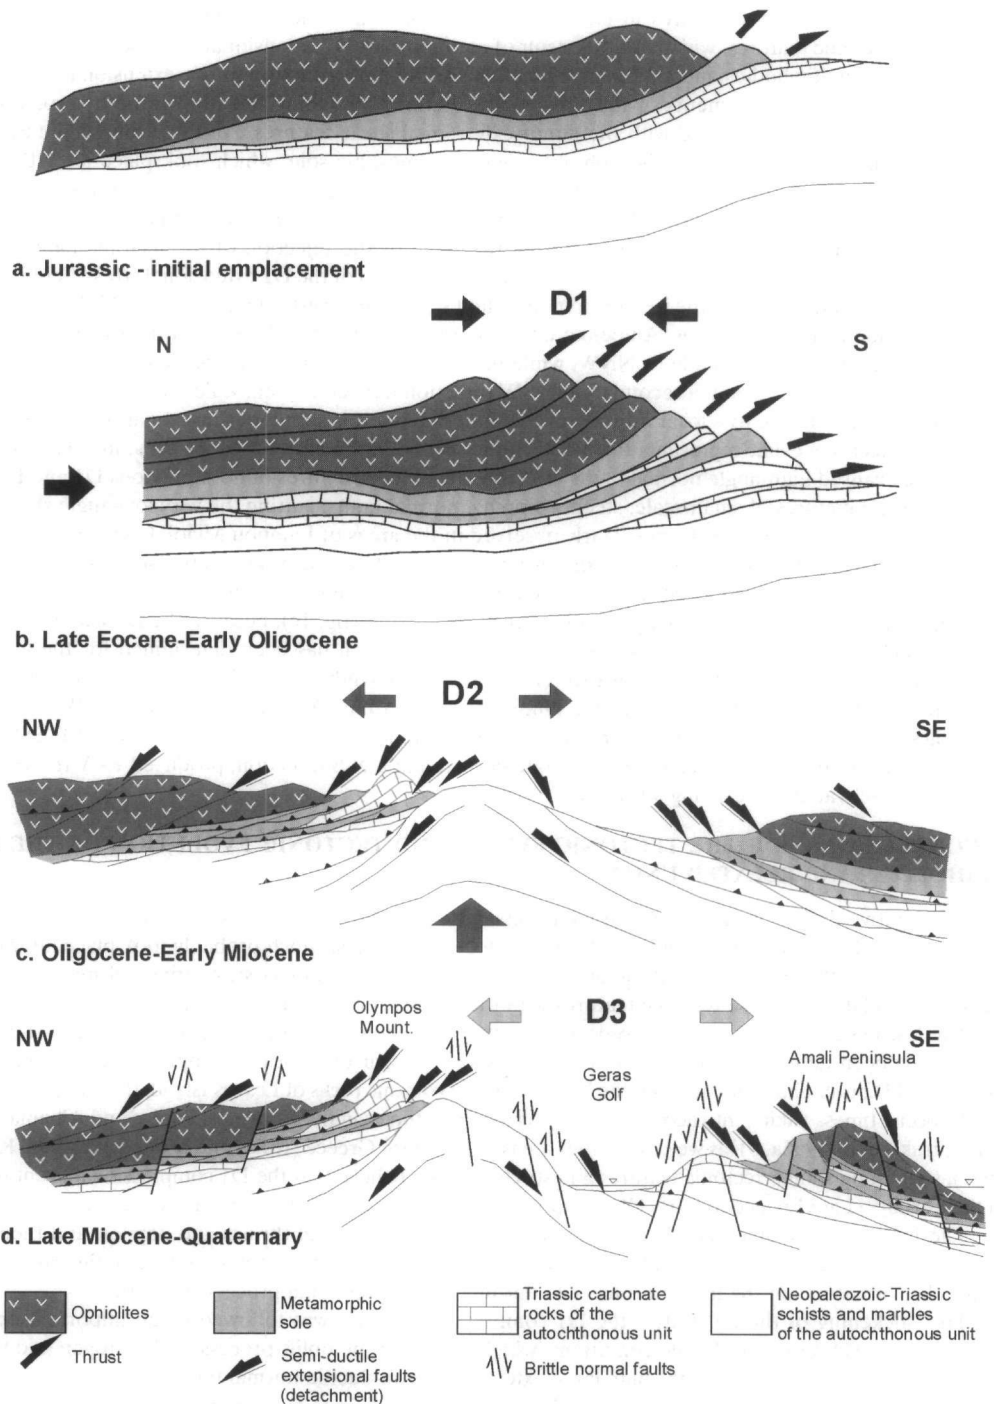 a. Jurassic - initial emplacement
D1
N
S
b. Late Eocene-Early Oligocene
D2
NW
SE
c. Oligocene-Early Miocene
Olympos
Mount.
D3
NW
SE
Geras
Golf
Amali Peninsula
d. Late Miocene-Quaternary
Ophiolites
Thrust
Metamorphic
sole
Semi-ductile
extensional faults
(detachment)
Triassic carbonate
rocks of the
autochthonous unit
Brittle normal faults
Neopaleozoic-Triassic
schists and marbles
of the autochthonous unit